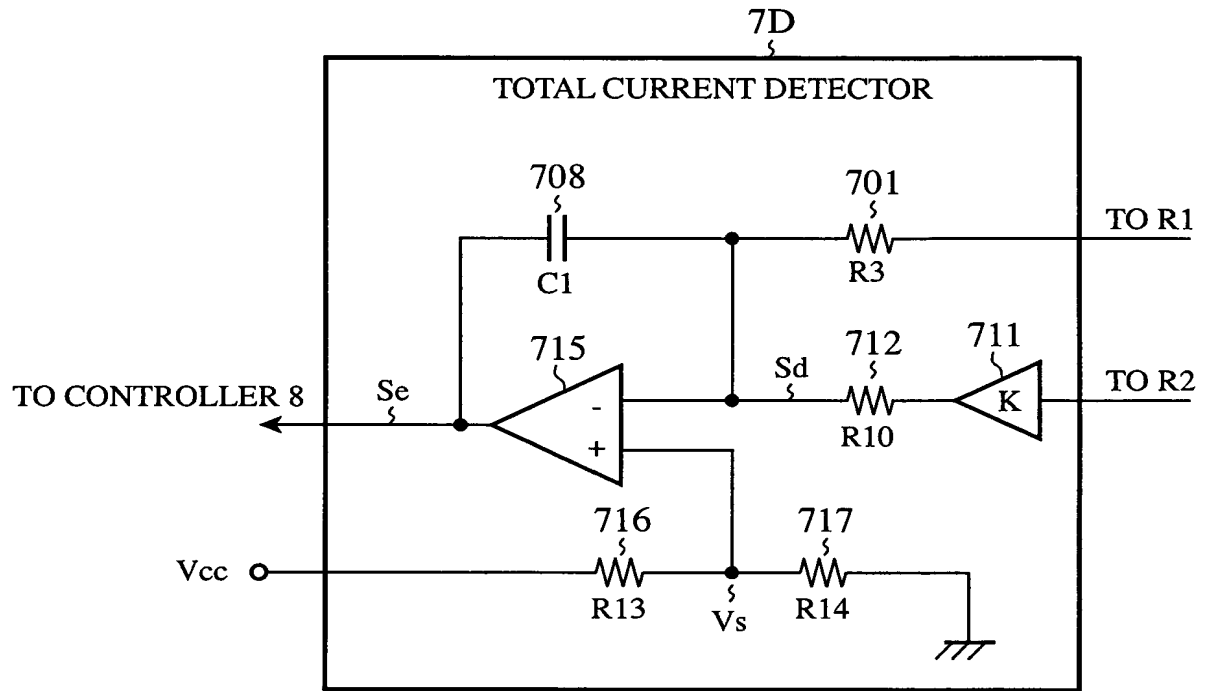 7D
TOTAL CURRENT DETECTOR
708
C1
701
R3
TO R1
715
-
+
Sd
712
R10
711
K
TO R2
TO CONTROLLER 8
Se
716
R13
717
R14
Vcc
Vs